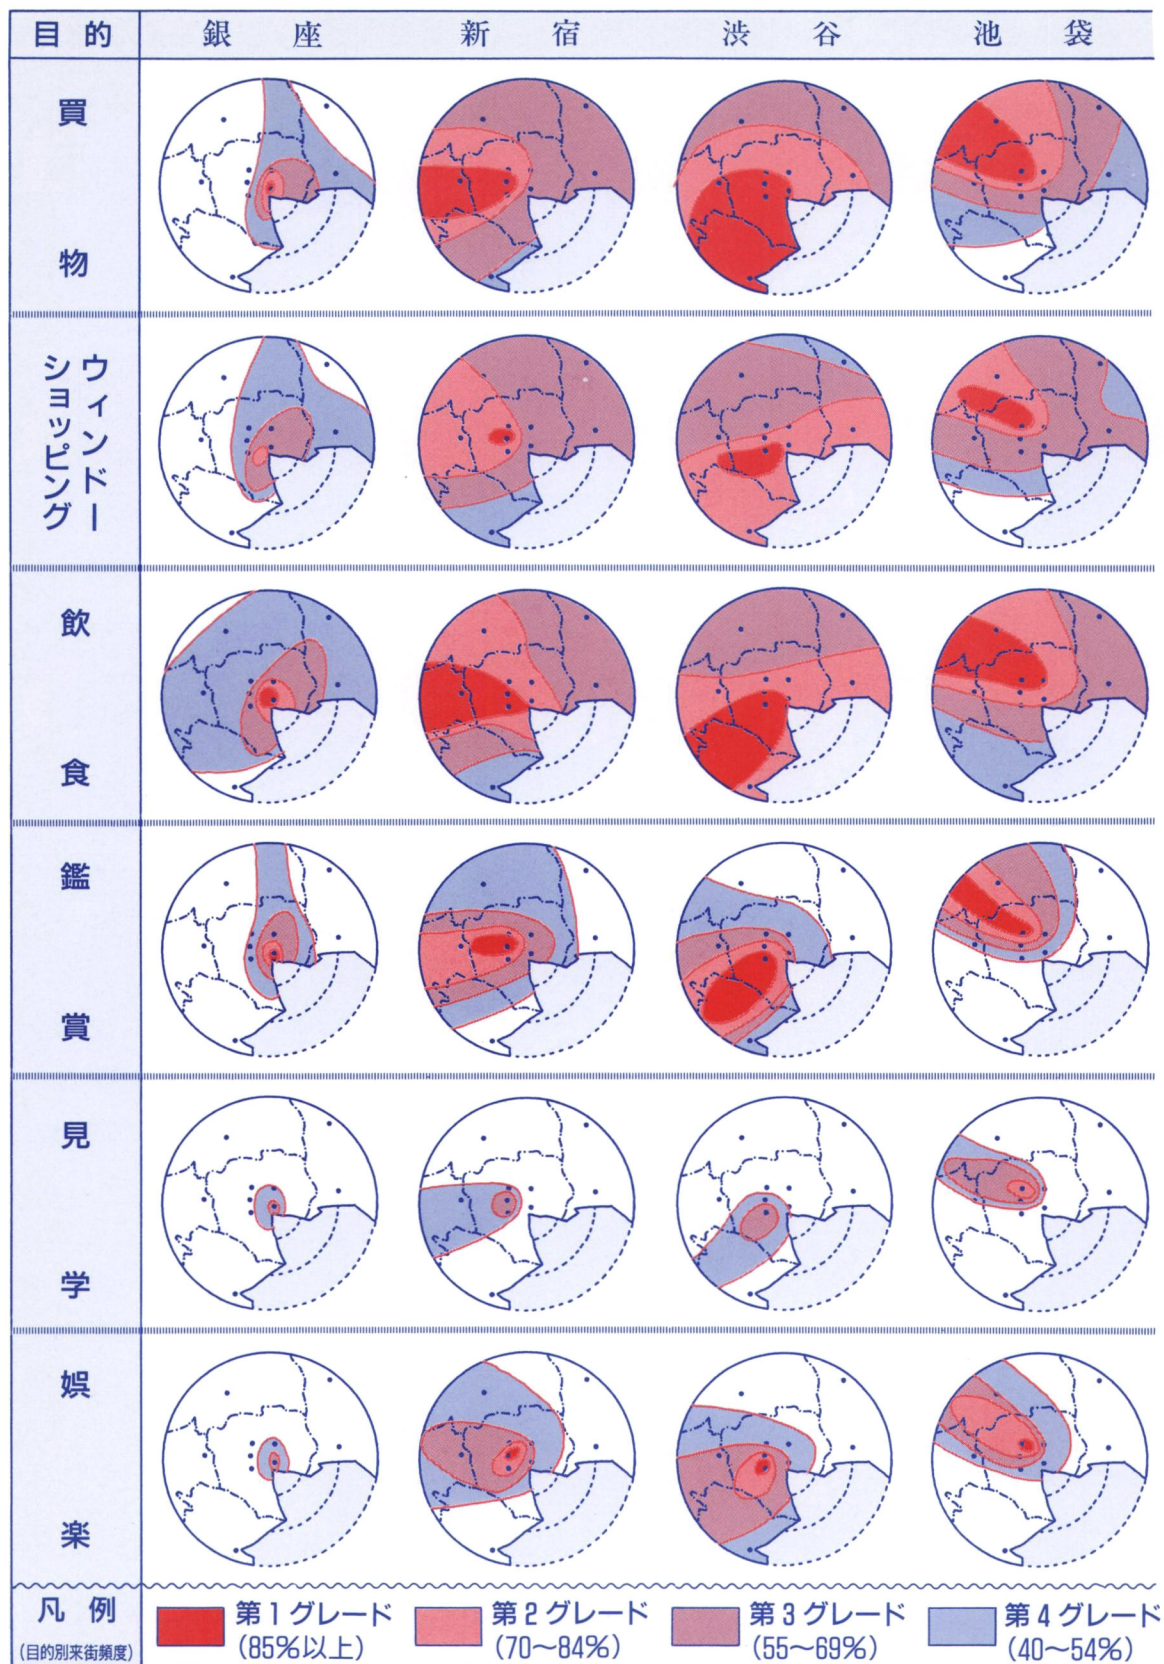 目的 銀座 新宿 渋谷 池袋
買物
ウィンドーショッピング
飲食
鑑賞
見学
娯楽
凡例 第1グレード 第2グレード 第3グレード 第4グレード
(目的別来街頻度) (85%以上) (70〜84%) (55〜69%) (40〜54%)